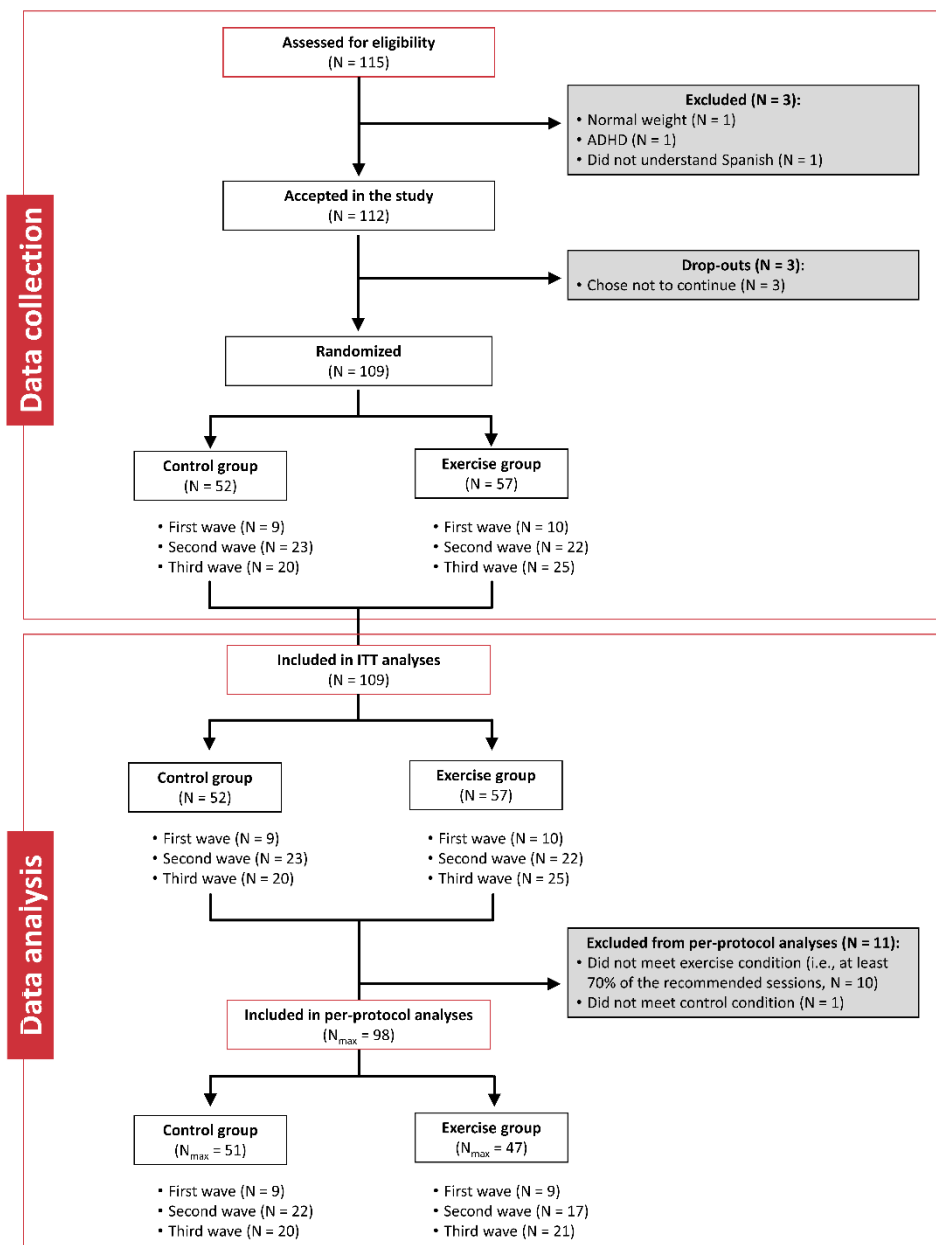 Data collection
Assessed for eligibility
(N = 115)
Excluded (N = 3):
• Normal weight (N = 1)
• ADHD (N = 1)
• Did not understand Spanish (N = 1)
Accepted in the study
(N = 112)
Drop-outs (N = 3):
• Chose not to continue (N = 3)
Randomized
(N = 109)
Control group
(N = 52)
• First wave (N = 9)
• Second wave (N = 23)
• Third wave (N = 20)
Exercise group
(N = 57)
• First wave (N = 10)
• Second wave (N = 22)
• Third wave (N = 25)
Data analysis
Included in ITT analyses
(N = 109)
Control group
(N = 52)
• First wave (N = 9)
• Second wave (N = 23)
• Third wave (N = 20)
Exercise group
(N = 57)
• First wave (N = 10)
• Second wave (N = 22)
• Third wave (N = 25)
Excluded from per-protocol analyses (N = 11):
• Did not meet exercise condition (i.e., at least
70% of the recommended sessions, N = 10)
• Did not meet control condition (N = 1)
Included in per-protocol analyses
(Nmax = 98)
Control group
(Nmax = 51)
• First wave (N = 9)
• Second wave (N = 22)
• Third wave (N = 20)
Exercise group
(Nmax = 47)
• First wave (N = 9)
• Second wave (N = 17)
• Third wave (N = 21)